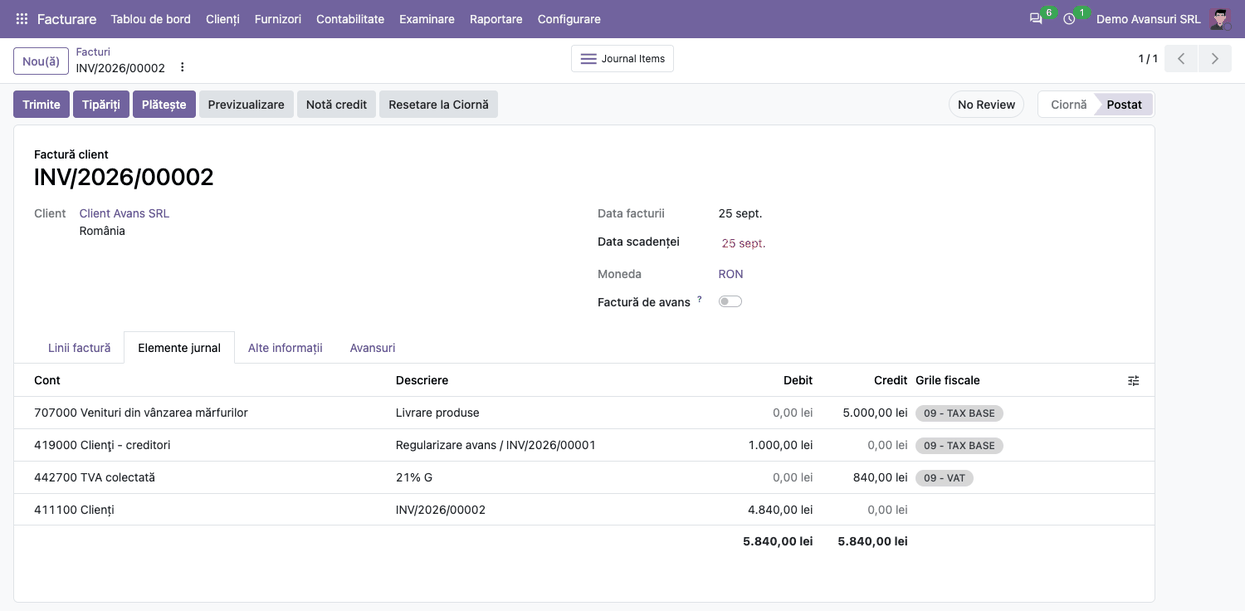 Facturare Tablou de bord Clienți Furnizori Contabilitate Examinare Raportare Configurare 6 1 Demo Avansuri SRL
Nou(ă) Facturi Journal Items 1 / 1
INV/2026/00002
Trimite Tipăriți Plătește Previzualizare Notă credit Resetare la Ciornă No Review Ciornă Postat
Factură client
INV/2026/00002
Client Client Avans SRL Data facturii 25 sept.
România
Data scadenței 25 sept.
Moneda RON
Factură de avans ?
Linii factură Elemente jurnal Alte informații Avansuri
Cont Descriere Debit Credit Grile fiscale
707000 Venituri din vânzarea mărfurilor Livrare produse 0,00 lei 5.000,00 lei 09 - TAX BASE
419000 Clienţi - creditori Regularizare avans / INV/2026/00001 1.000,00 lei 0,00 lei 09 - TAX BASE
442700 TVA colectată 21% G 0,00 lei 840,00 lei 09 - VAT
411100 Clienți INV/2026/00002 4.840,00 lei 0,00 lei
5.840,00 lei 5.840,00 lei